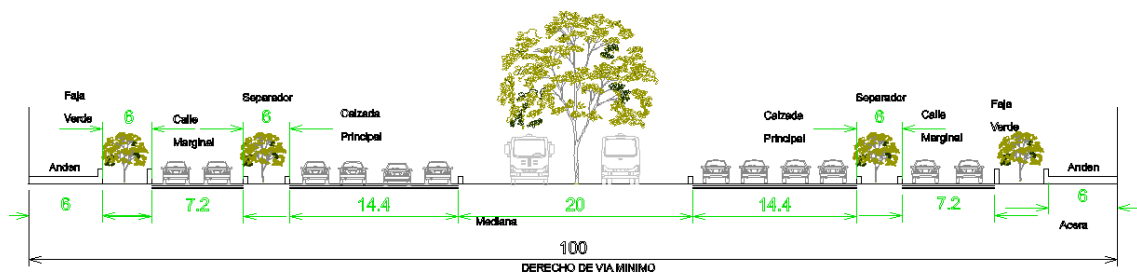 Faja
Verde
6
Calle
Marginal
Separador
6
Calzada
Principal
Calzada
Principal
Separador
6
Calle
Marginal
Faja
Verde
Anden
Anden
6
7.2
14.4
20
14.4
7.2
6
Mediana
Acera
100
DERECHO DE VIA MINIMO